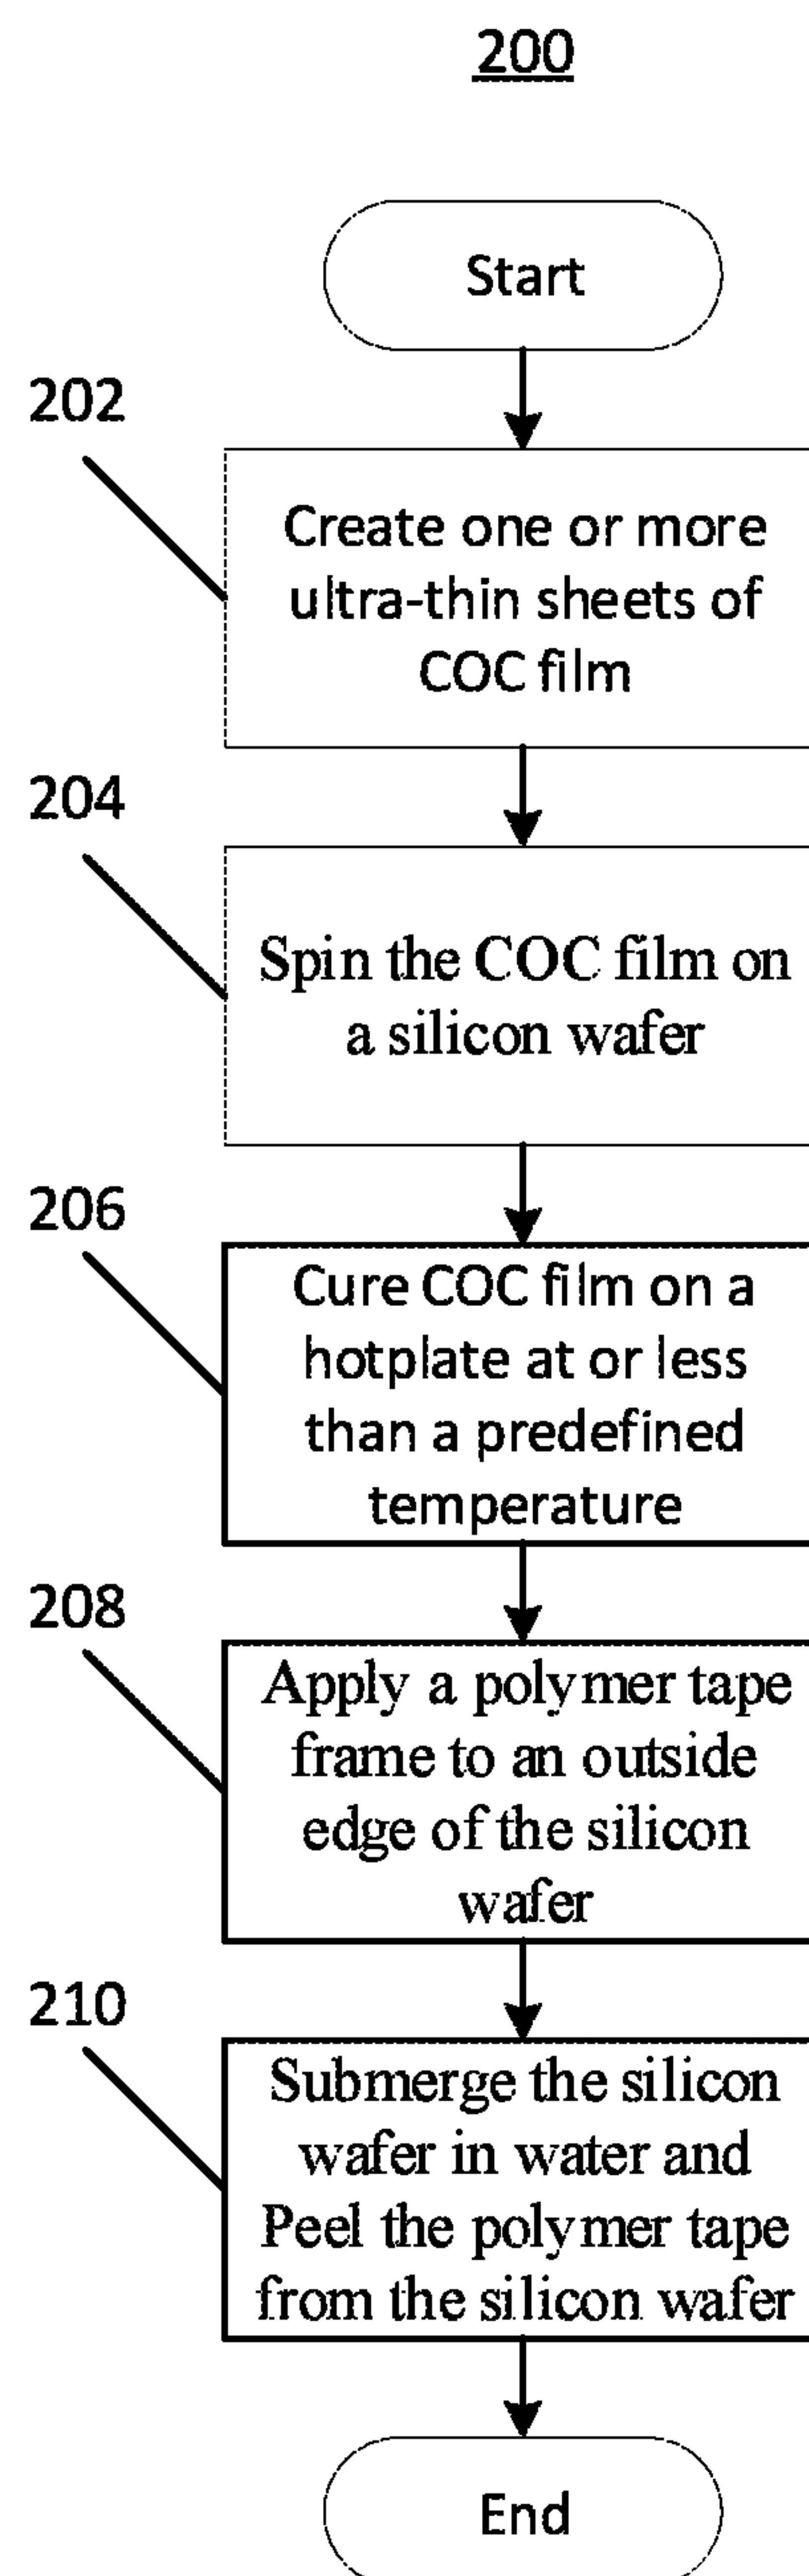 200
Start
202
Create one or more
ultra-thin sheets of
COC film
204
Spin the COC film on
a silicon wafer
206
Cure COC film on a
hotplate at or less
than a predefined
temperature
208
Apply a polymer tape
frame to an outside
edge of the silicon
wafer
210
Submerge the silicon
wafer in water and
Peel the polymer tape
from the silicon wafer
End